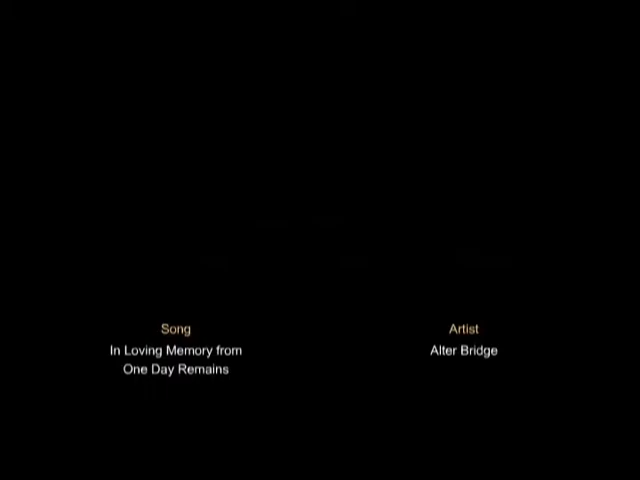 Song
Artist
In Loving Memory from
One Day Remains
Alter Bridge